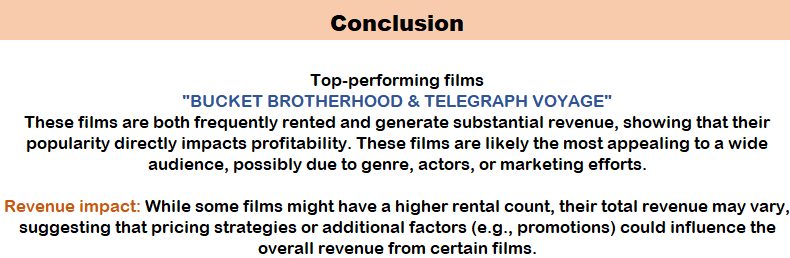 Conclusion
Top-performing films
"BUCKET BROTHERHOOD & TELEGRAPH VOYAGE"
These films are both frequently rented and generate substantial revenue, showing that their
popularity directly impacts profitability. These films are likely the most appealing to a wide
audience, possibly due to genre, actors, or marketing efforts.
Revenue impact: While some films might have a higher rental count, their total revenue may vary,
suggesting that pricing strategies or additional factors (e.g., promotions) could influence the
overall revenue from certain films.